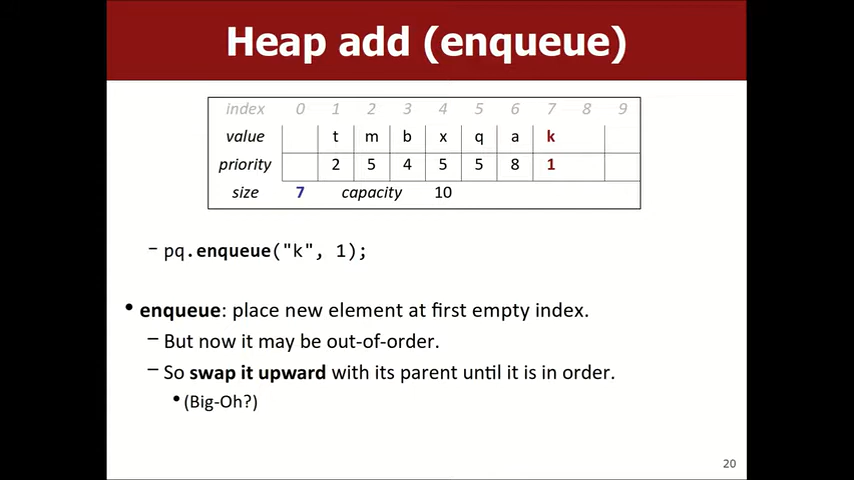 Heap add (enqueue)
index 0 1 2 3 4 5 6 7 8 9
value t m b x q a k
priority 2 5 4 5 5 8 1
size 7 capacity 10
– pq.enqueue("k", 1);
• enqueue: place new element at first empty index.
– But now it may be out-of-order.
– So swap it upward with its parent until it is in order.
• (Big-Oh?)
20